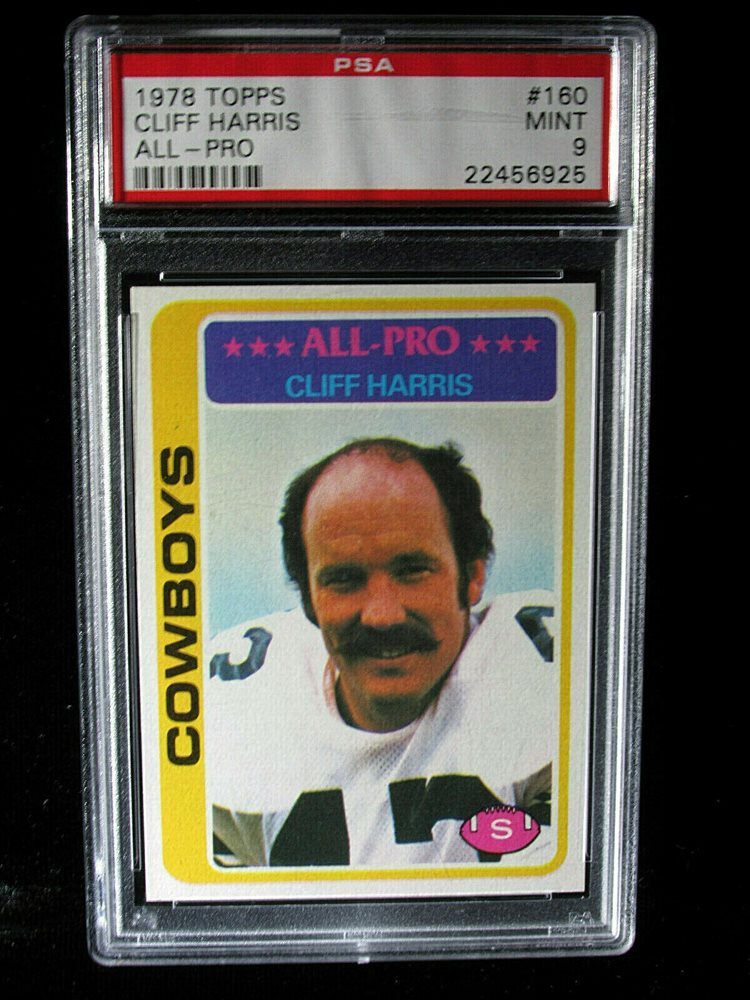 PSA
1978 TOPPS #160
CLIFF HARRIS MINT
ALL-PRO 9
22456925
★★★ ALL-PRO ★★★
CLIFF HARRIS
COWBOYS
S